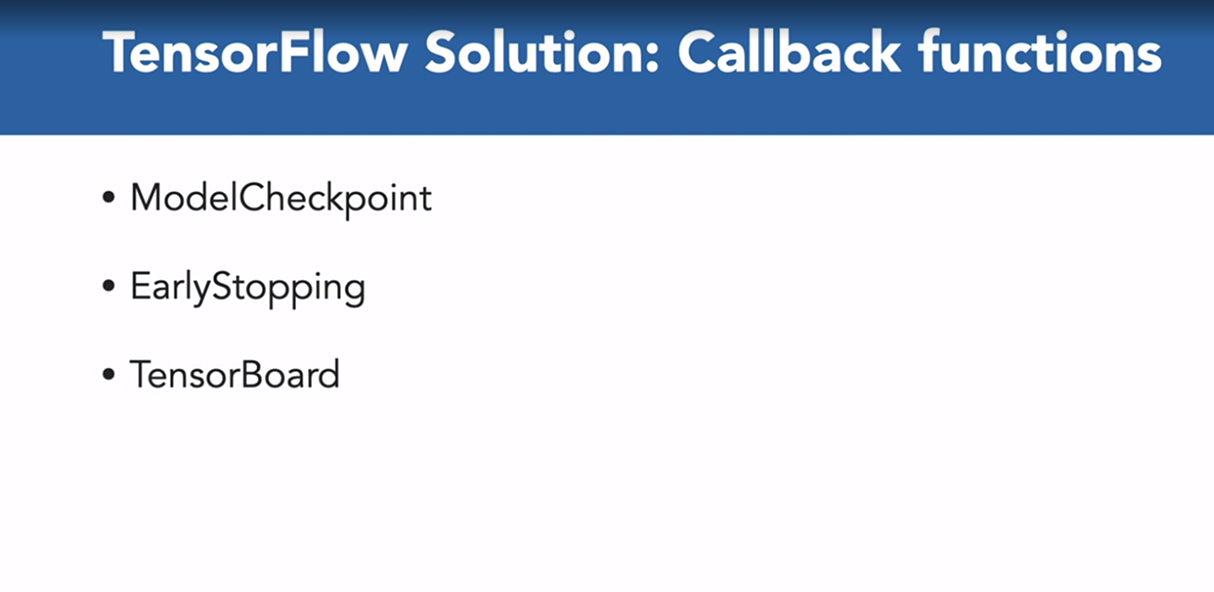 TensorFlow Solution: Callback functions
• ModelCheckpoint
• EarlyStopping
• TensorBoard